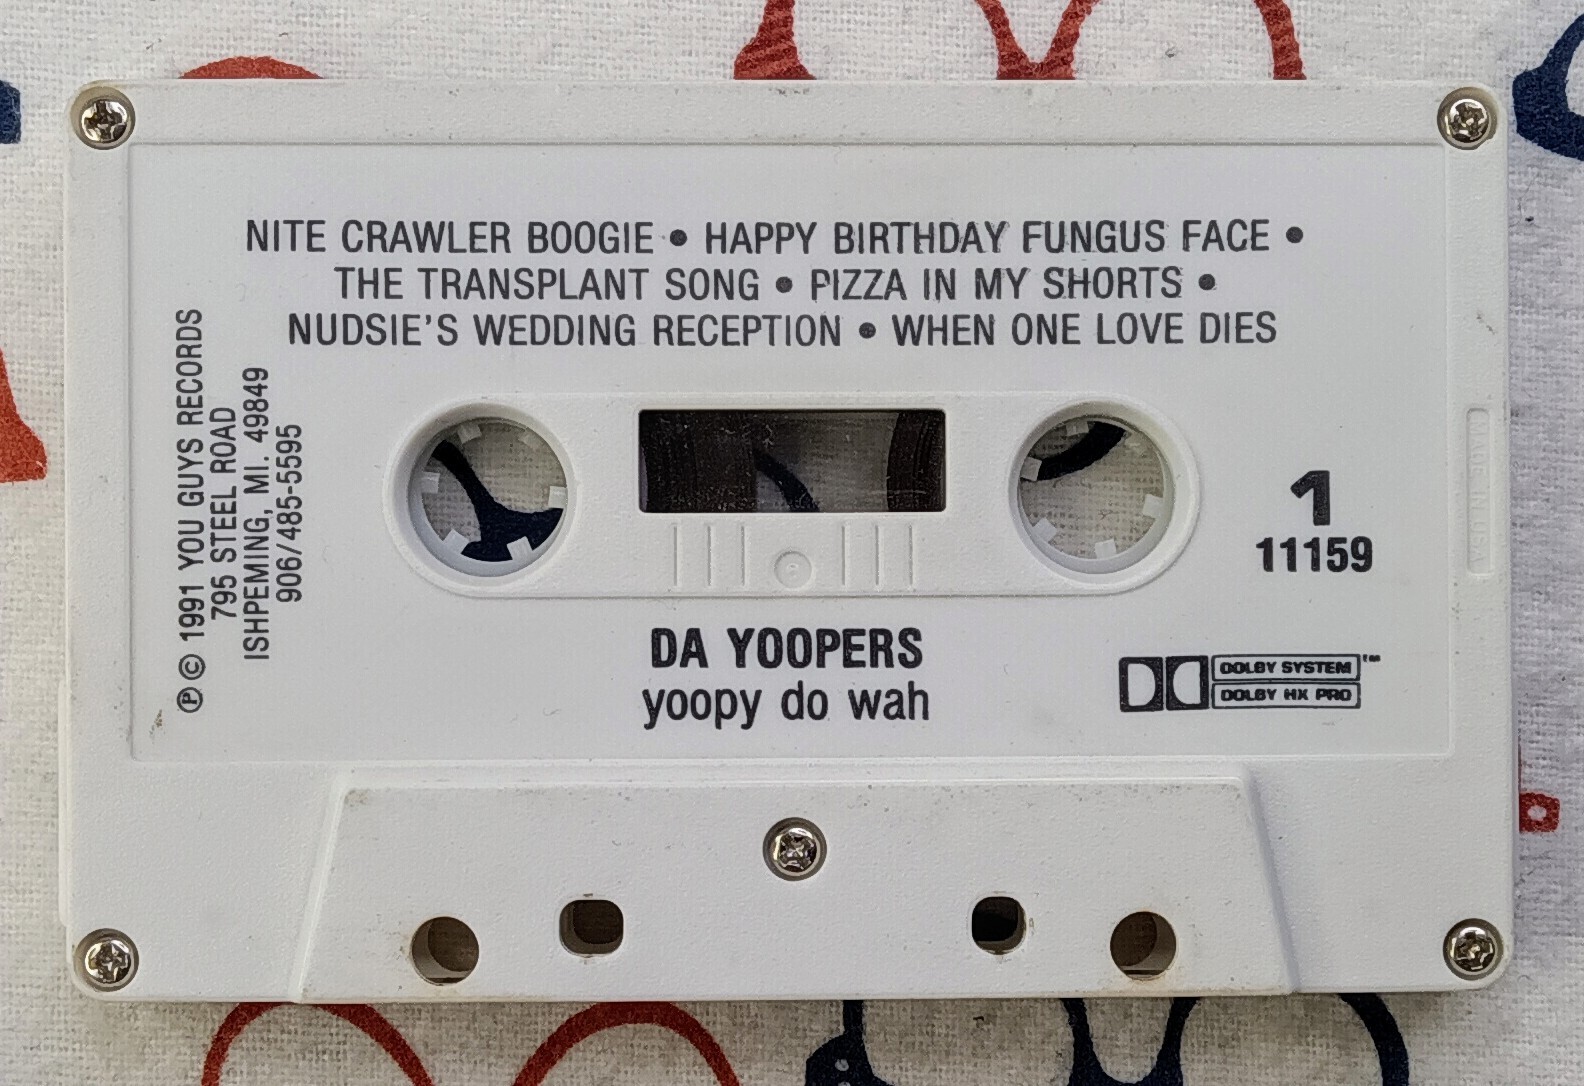 NITE CRAWLER BOOGIE • HAPPY BIRTHDAY FUNGUS FACE •
THE TRANSPLANT SONG • PIZZA IN MY SHORTS •
NUDSIE'S WEDDING RECEPTION • WHEN ONE LOVE DIES
℗ © 1991 YOU GUYS RECORDS
795 STEEL ROAD
ISHPEMING, MI. 49849
906/485-5595
1
11159
MADE IN USA
DA YOOPERS
yoopy do wah
DOLBY SYSTEM™
DOLBY HX PRO